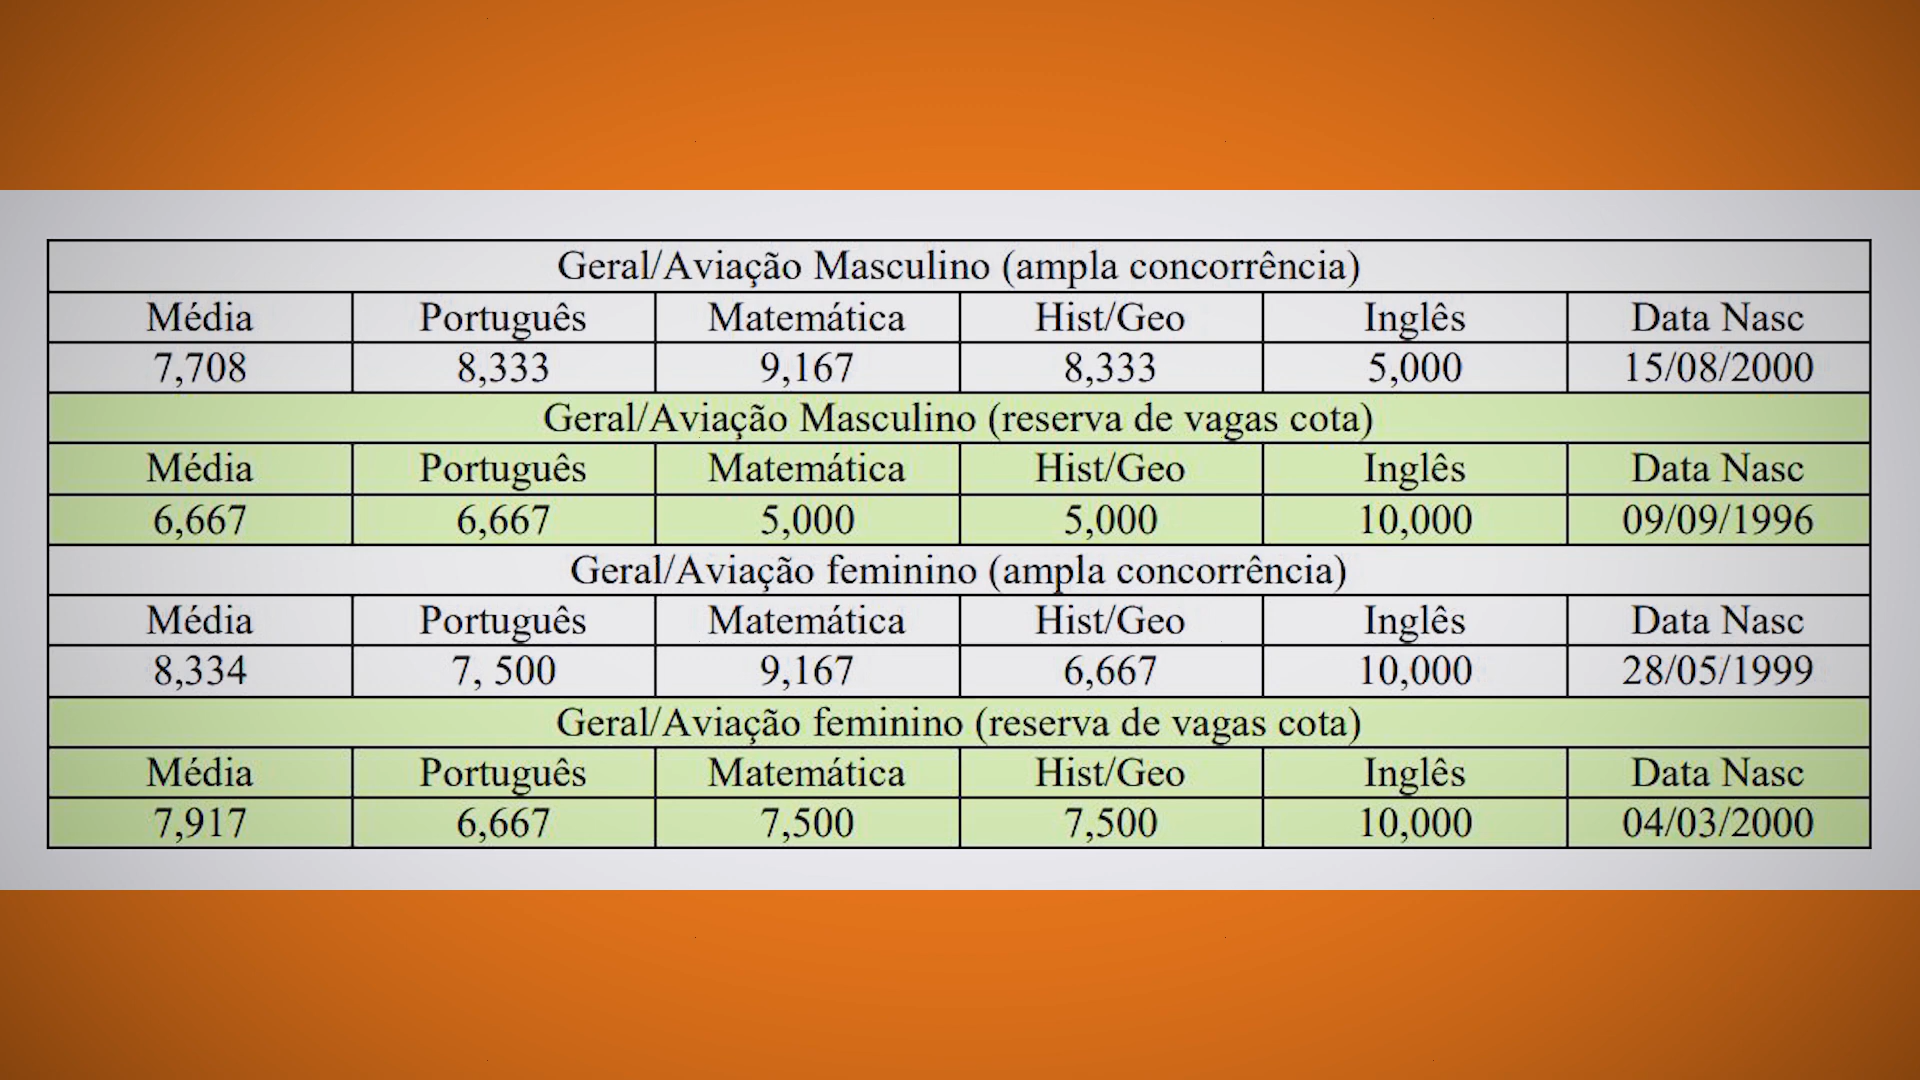 Geral/Aviação Masculino (ampla concorrência)
Média Português Matemática Hist/Geo Inglês Data Nasc
7,708 8,333 9,167 8,333 5,000 15/08/2000
Geral/Aviação Masculino (reserva de vagas cota)
Média Português Matemática Hist/Geo Inglês Data Nasc
6,667 6,667 5,000 5,000 10,000 09/09/1996
Geral/Aviação feminino (ampla concorrência)
Média Português Matemática Hist/Geo Inglês Data Nasc
8,334 7, 500 9,167 6,667 10,000 28/05/1999
Geral/Aviação feminino (reserva de vagas cota)
Média Português Matemática Hist/Geo Inglês Data Nasc
7,917 6,667 7,500 7,500 10,000 04/03/2000